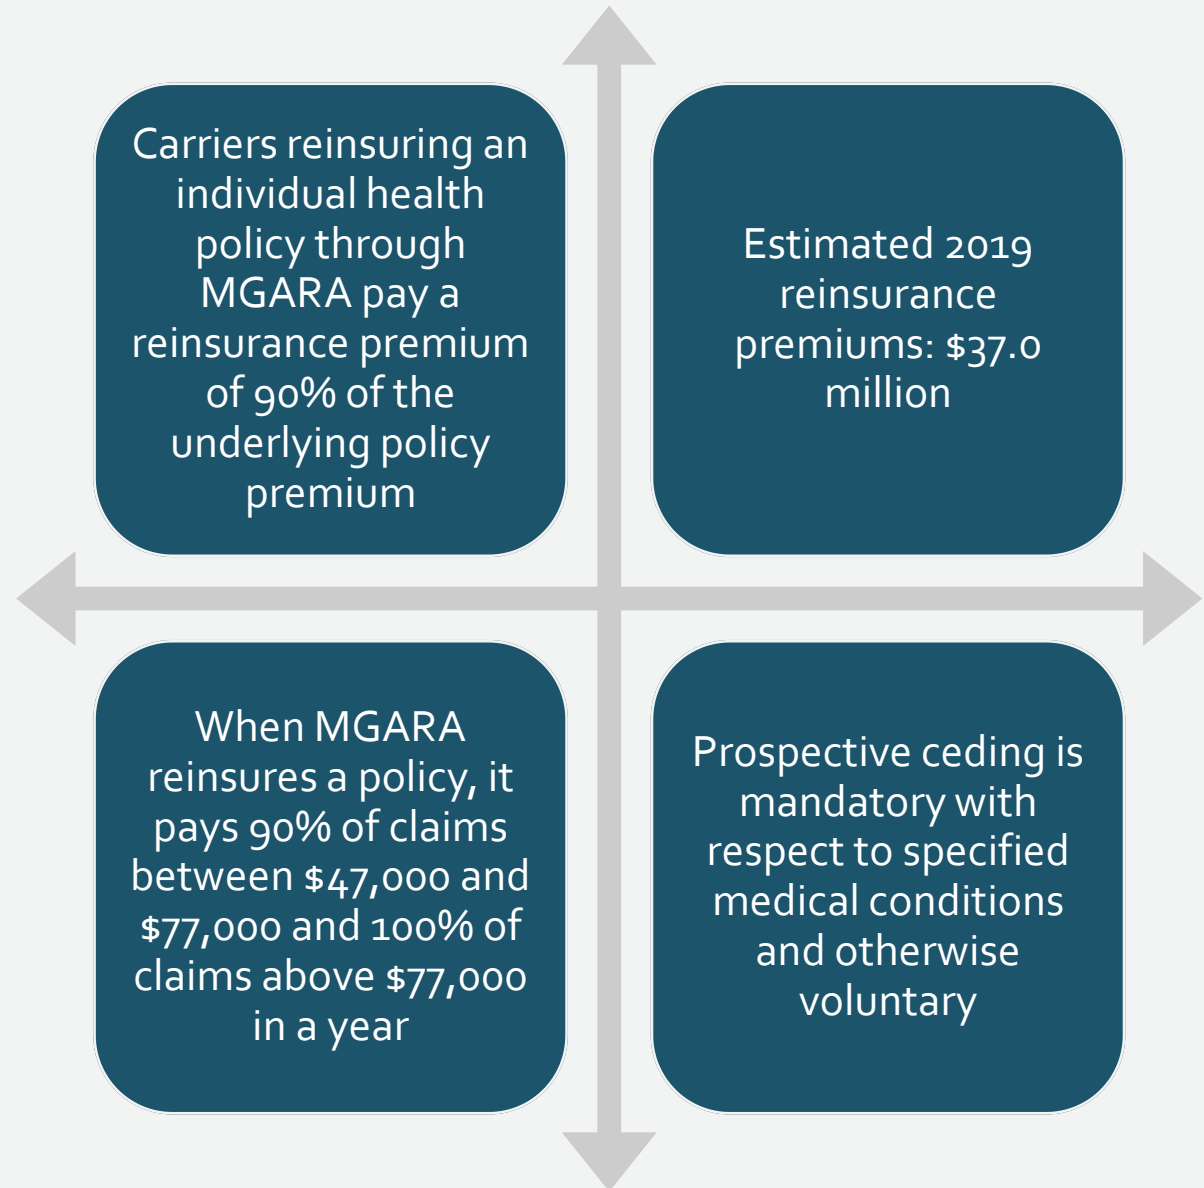 Carriers reinsuring an
individual health
policy through
MGARA pay a
reinsurance premium
of 90% of the
underlying policy
premium
Estimated 2019
reinsurance
premiums: $37.0
million
When MGARA
reinsures a policy, it
pays 90% of claims
between $47,000 and
$77,000 and 100% of
claims above $77,000
in a year
Prospective ceding is
mandatory with
respect to specified
medical conditions
and otherwise
voluntary